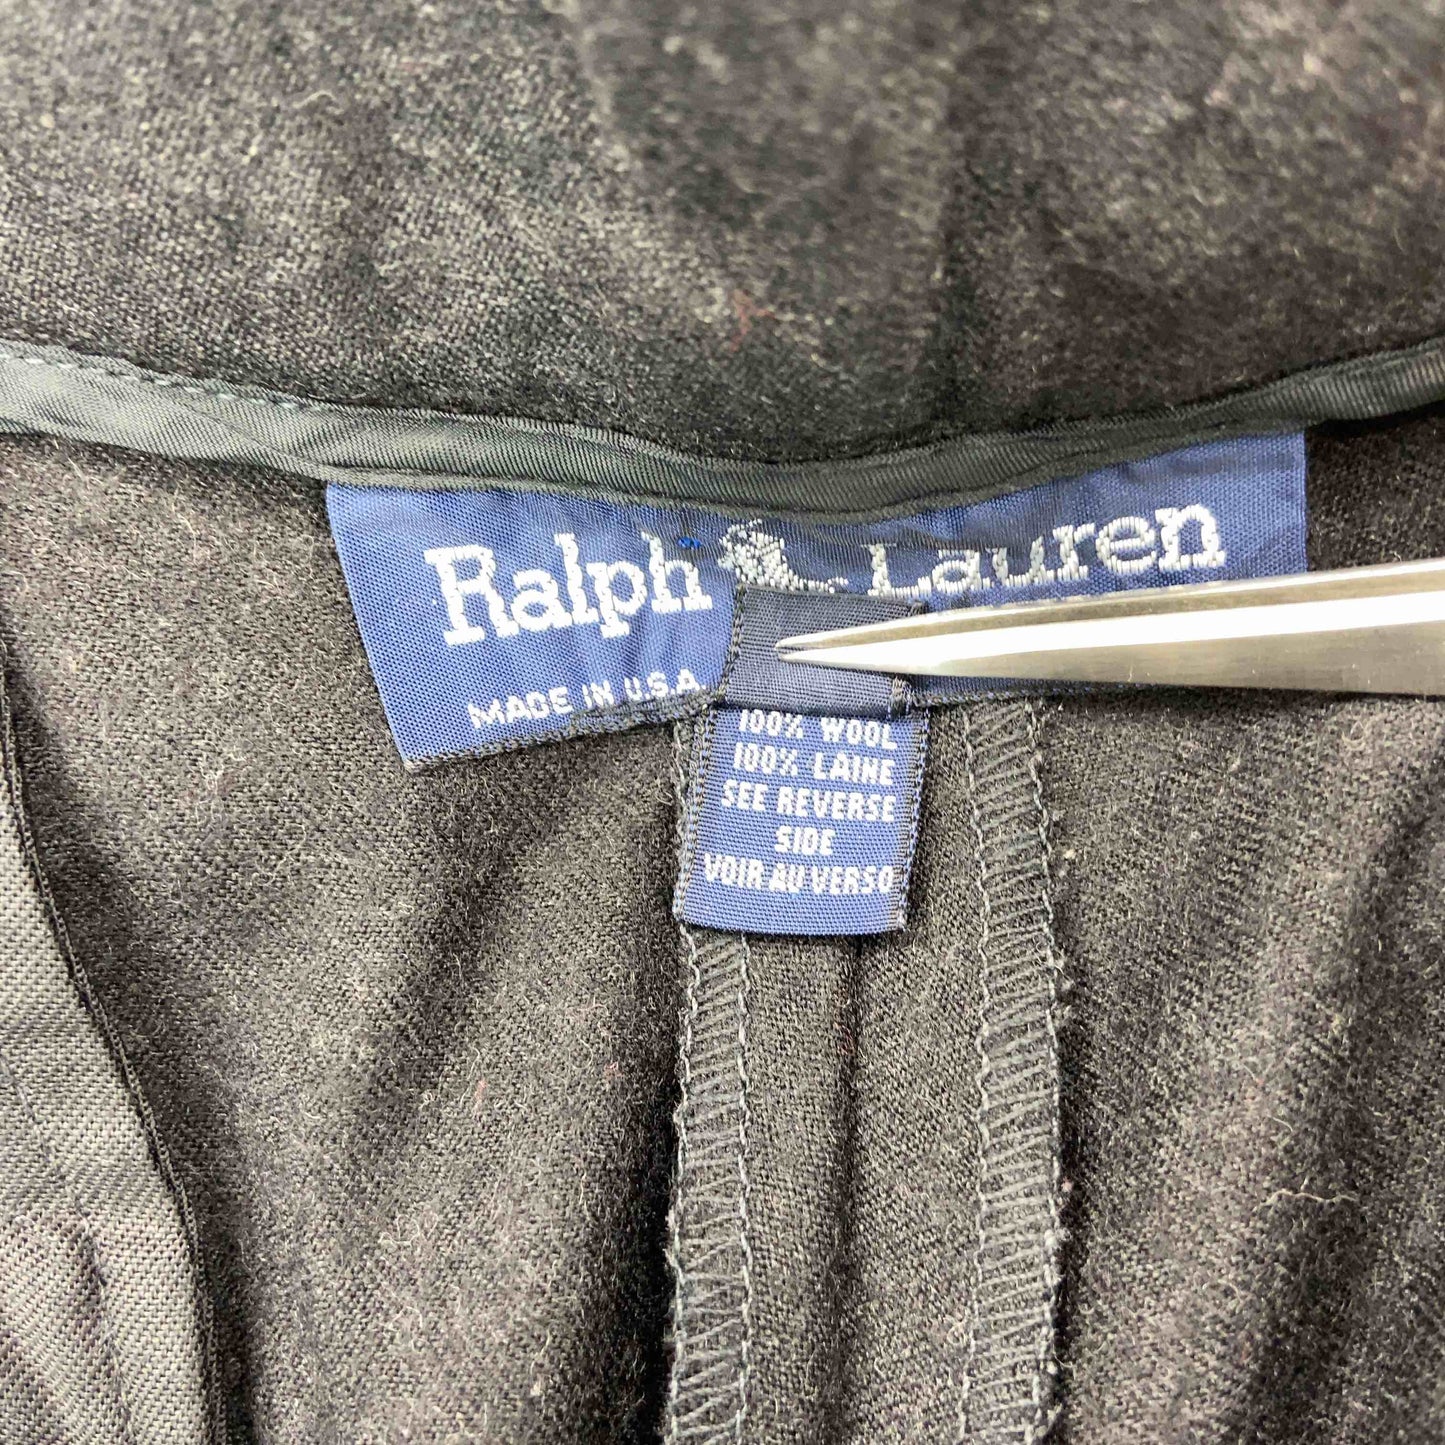 Ralph Lauren
MADE IN U.S.A.
100% WOOL
100% LAINE
SEE REVERSE
SIDE
VOIR AU VERSO